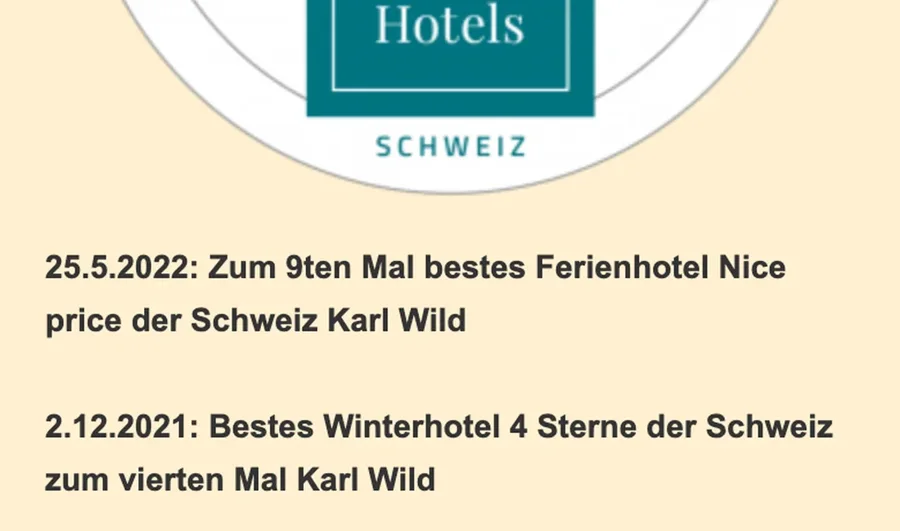 Hotels
SCHWEIZ
25.5.2022: Zum 9ten Mal bestes Ferienhotel Nice
price der Schweiz Karl Wild
2.12.2021: Bestes Winterhotel 4 Sterne der Schweiz
zum vierten Mal Karl Wild